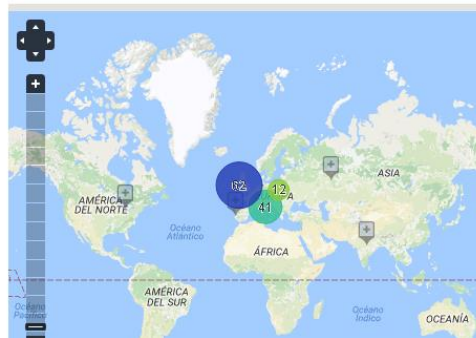 62
12
ASIA
41
AMÉRICA
DEL NORTE
Océano
Atlántico
ÁFRICA
AMÉRICA
DEL SUR
Océano
Pacífico
Océano
Índico
OCEANÍA